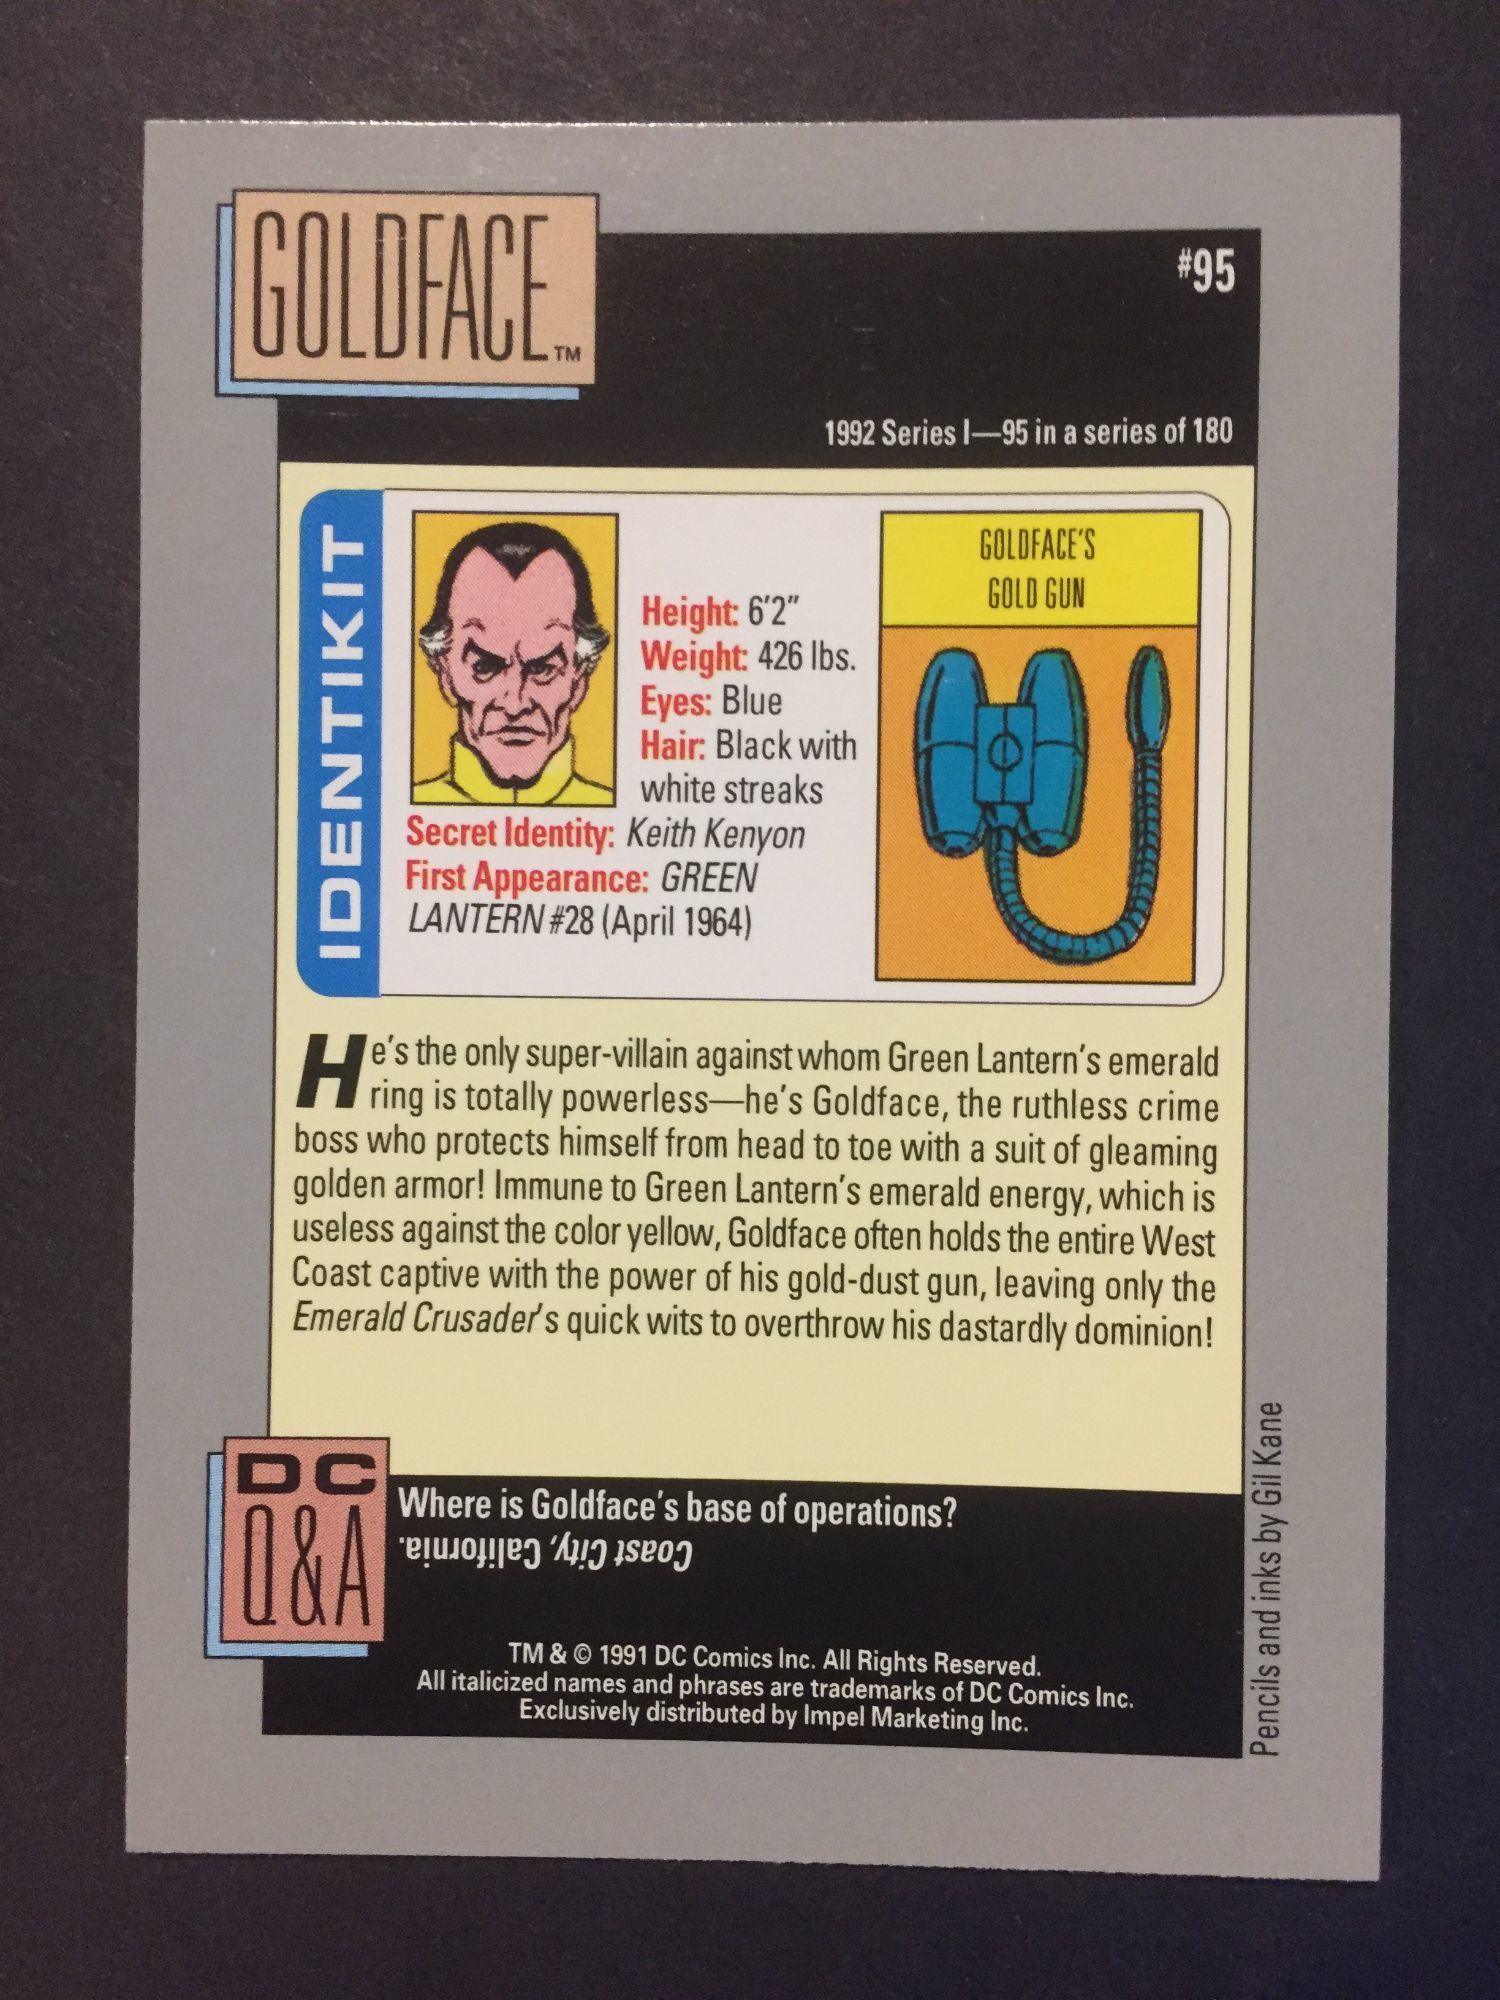 GOLDFACE™
#95
1992 Series I—95 in a series of 180
IDENTIKIT
Height: 6'2"
Weight: 426 lbs.
Eyes: Blue
Hair: Black with
white streaks
Secret Identity: Keith Kenyon
First Appearance: GREEN
LANTERN #28 (April 1964)
GOLDFACE'S
GOLD GUN
He's the only super-villain against whom Green Lantern's emerald
ring is totally powerless—he's Goldface, the ruthless crime
boss who protects himself from head to toe with a suit of gleaming
golden armor! Immune to Green Lantern's emerald energy, which is
useless against the color yellow, Goldface often holds the entire West
Coast captive with the power of his gold-dust gun, leaving only the
Emerald Crusader's quick wits to overthrow his dastardly dominion!
DC
Q&A
Where is Goldface's base of operations?
Coast City, California.
TM & © 1991 DC Comics Inc. All Rights Reserved.
All italicized names and phrases are trademarks of DC Comics Inc.
Exclusively distributed by Impel Marketing Inc.
Pencils and inks by Gil Kane